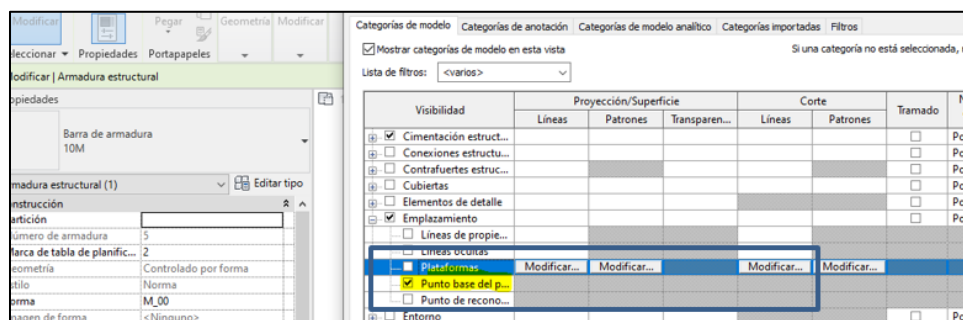 Modificar
Pegar
Geometría Modificar
leccionar Propiedades Portapapeles
odificar | Armadura estructural
opiedades
Barra de armadura
10M
madura estructural (1) Editar tipo
nstrucción
artición
úmero de armadura 5
arca de tabla de planific... 2
eometría Controlado por forma
stilo Norma
orma M_00
nagen de forma <Ninguno>
Categorías de modelo Categorías de anotación Categorías de modelo analítico Categorías importadas Filtros
Mostrar categorías de modelo en esta vista Si una categoría no está seleccionada,
Lista de filtros: <varios>
Visibilidad Proyección/Superficie Corte Tramado
Líneas Patrones Transparen... Líneas Patrones
Cimentación estruct...
Conexiones estructu...
Contrafuertes estruc...
Cubiertas
Elementos de detalle
Emplazamiento
Líneas de propie...
Líneas ocultas
Plataformas Modificar... Modificar... Modificar... Modificar...
Punto base del p...
Punto de recono...
Entorno